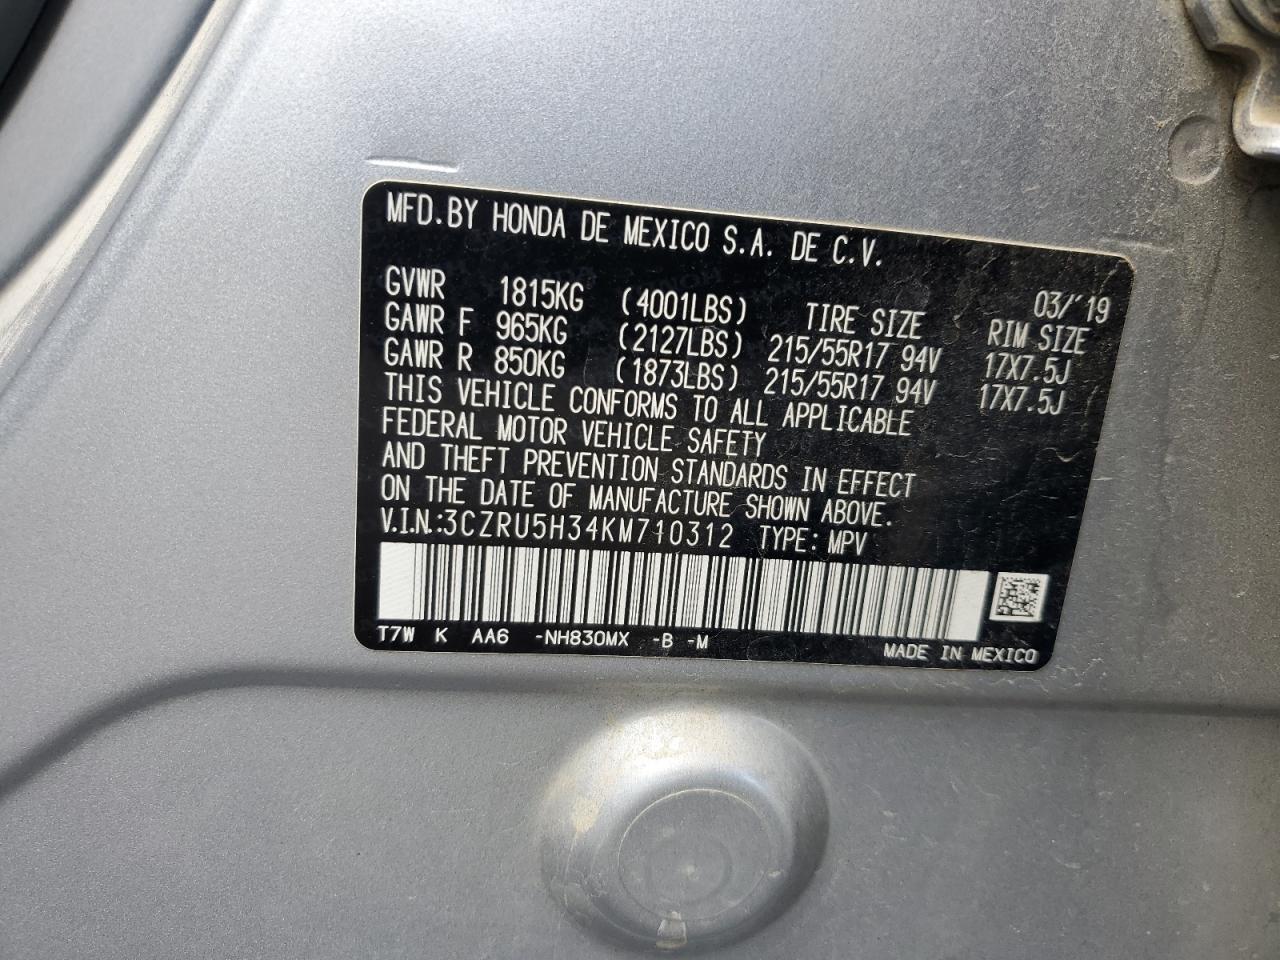 MFD. BY HONDA DE MEXICO S.A. DE C.V.
03/'19
GVWR 1815KG (4001LBS) TIRE SIZE RIM SIZE
GAWR F 965KG (2127LBS) 215/55R17 94V 17X7.5J
GAWR R 850KG (1873LBS) 215/55R17 94V 17X7.5J
THIS VEHICLE CONFORMS TO ALL APPLICABLE
FEDERAL MOTOR VEHICLE SAFETY
AND THEFT PREVENTION STANDARDS IN EFFECT
ON THE DATE OF MANUFACTURE SHOWN ABOVE.
V.I.N.:3CZRU5H34KM710312 TYPE: MPV
T7W K AA6 -NH830MX -B -M
MADE IN MEXICO